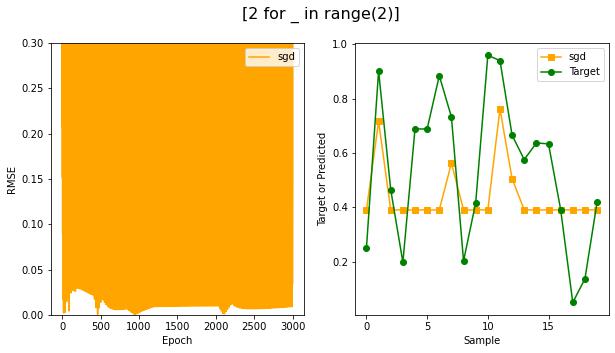 [2 for _ in range(2)]
0.30
0.25
0.20
0.15
0.10
0.05
0.00
RMSE
0
500
1000
1500
2000
2500
3000
Epoch
sgd
1.0
0.8
0.6
0.4
0.2
Target or Predicted
0
5
10
15
Sample
sgd
Target